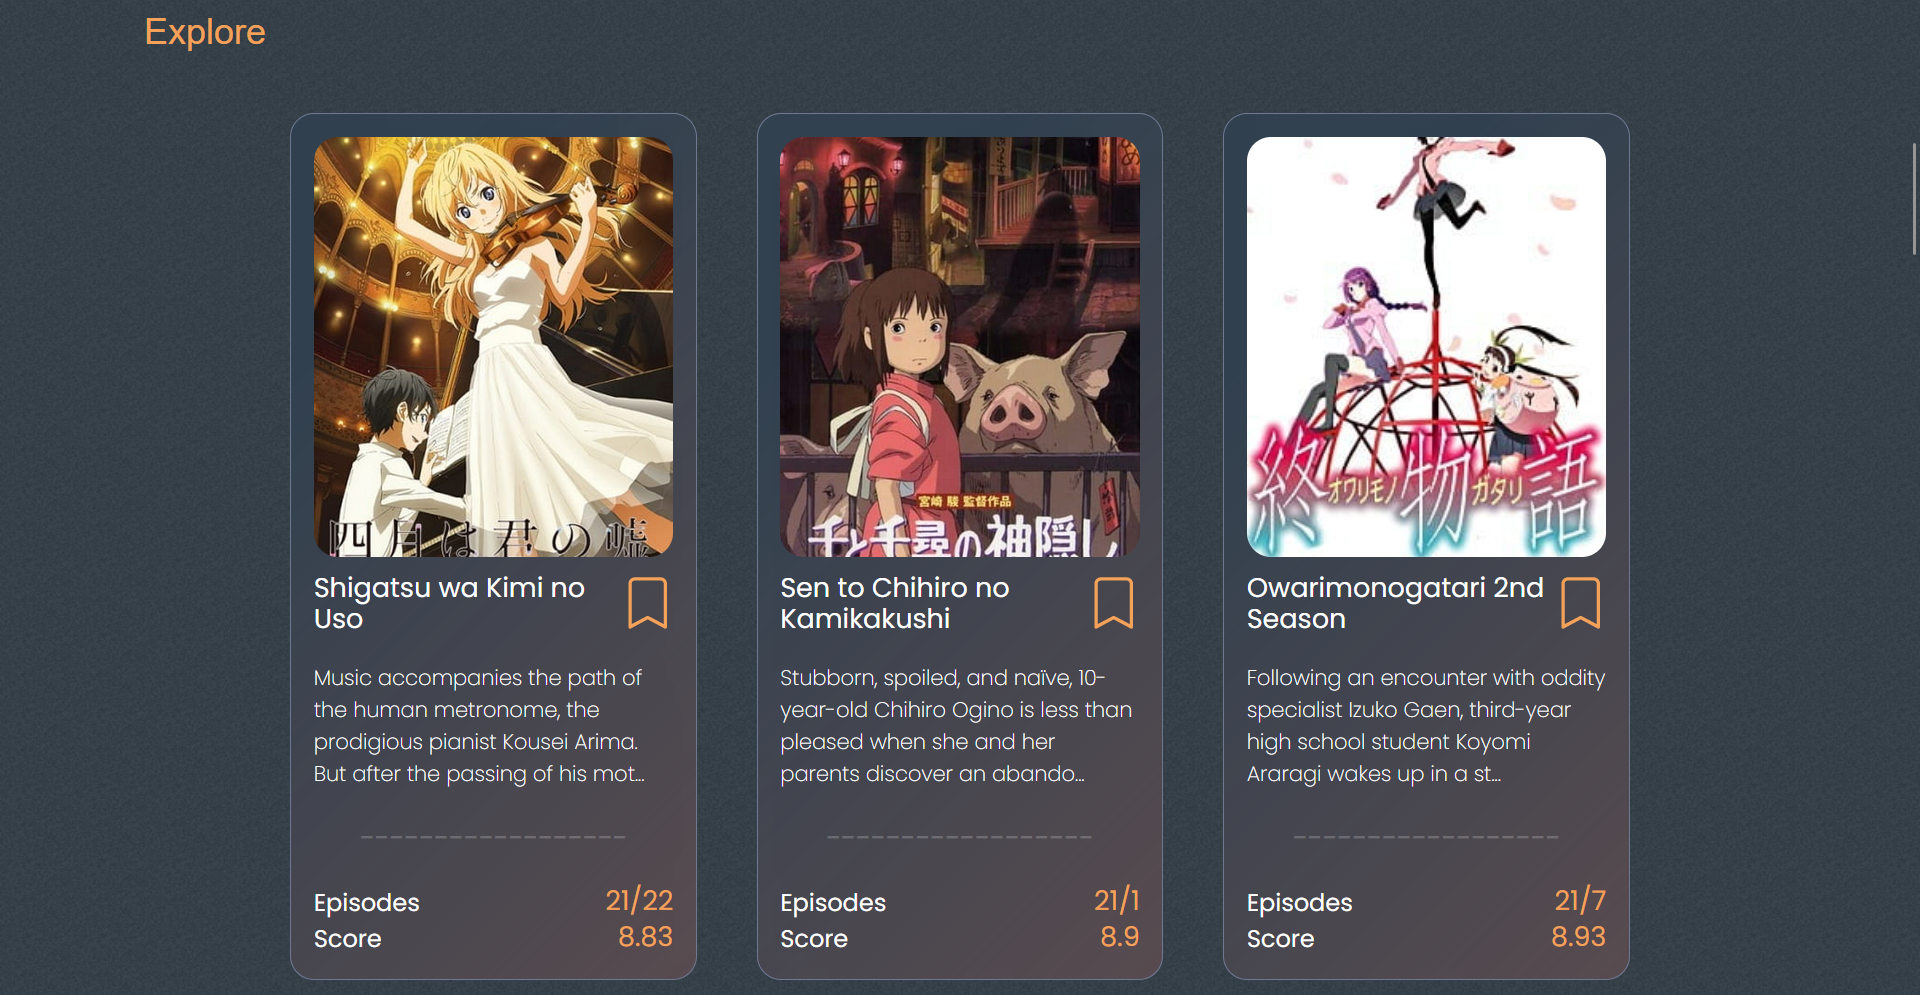 Explore
四月は君の嘘
Shigatsu wa Kimi no
Uso
Music accompanies the path of
the human metronome, the
prodigious pianist Kousei Arima.
But after the passing of his mot...
Episodes 21/22
Score 8.83
宮崎 駿 監督作品
千と千尋の神隠し
Sen to Chihiro no
Kamikakushi
Stubborn, spoiled, and naïve, 10-
year-old Chihiro Ogino is less than
pleased when she and her
parents discover an abando...
Episodes 21/1
Score 8.9
終オワリモノ物ガタリ語
Owarimonogatari 2nd
Season
Following an encounter with oddity
specialist Izuko Gaen, third-year
high school student Koyomi
Araragi wakes up in a st...
Episodes 21/7
Score 8.93